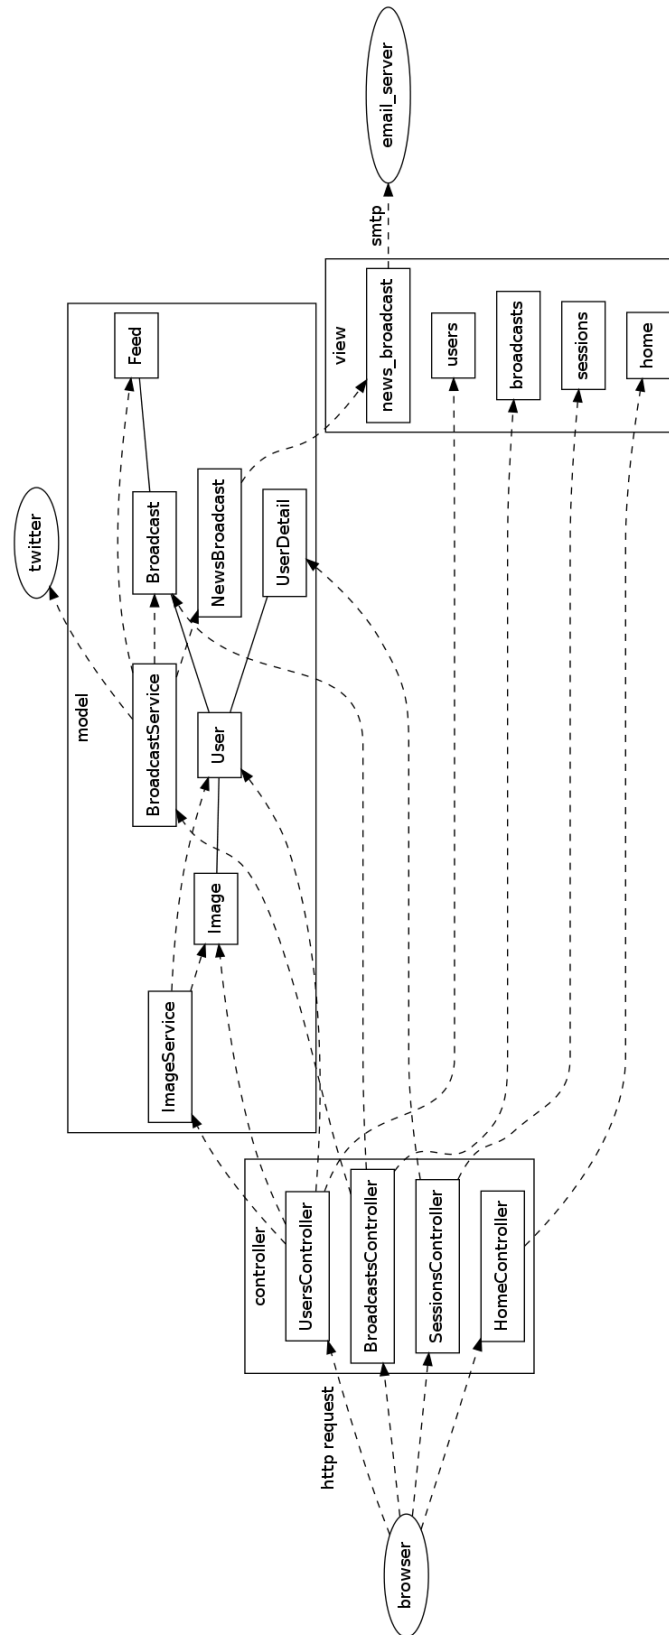 browser
http request
controller
UsersController
BroadcastsController
SessionsController
HomeController
model
ImageService
Image
BroadcastService
User
twitter
Broadcast
NewsBroadcast
UserDetail
Feed
view
news_broadcast
users
broadcasts
sessions
home
smtp
email_server